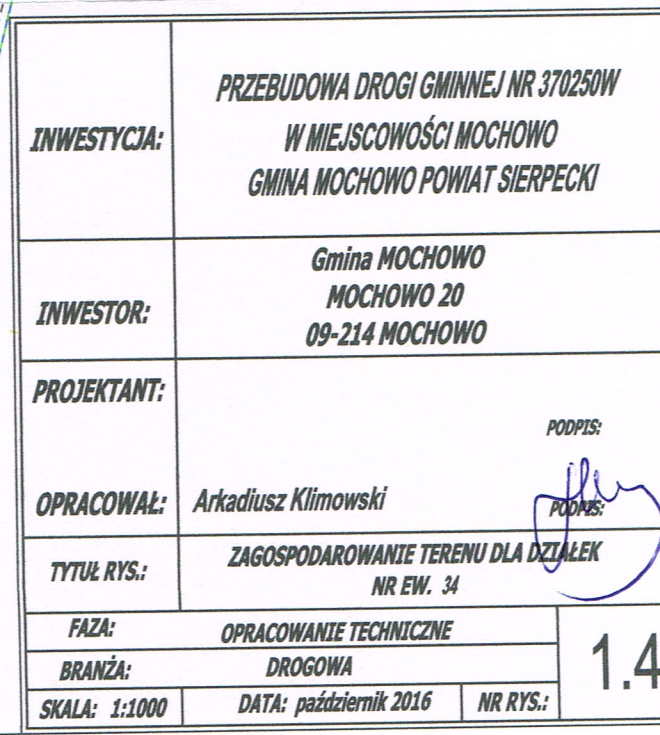 INWESTYCJA:
PRZEBUDOWA DROGI GMINNEJ NR 370250W
W MIEJSCOWOŚCI MOCHOWO
GMINA MOCHOWO POWIAT SIERPECKI
INWESTOR:
Gmina MOCHOWO
MOCHOWO 20
09-214 MOCHOWO
PROJEKTANT:
PODPIS:
OPRACOWAŁ: Arkadiusz Klimowski
PODPIS:
TYTUŁ RYS.:
ZAGOSPODAROWANIE TERENU DLA DZIAŁEK
NR EW. 34
FAZA: OPRACOWANIE TECHNICZNE
BRANŻA: DROGOWA
SKALA: 1:1000 DATA: październik 2016 NR RYS.: 1.4